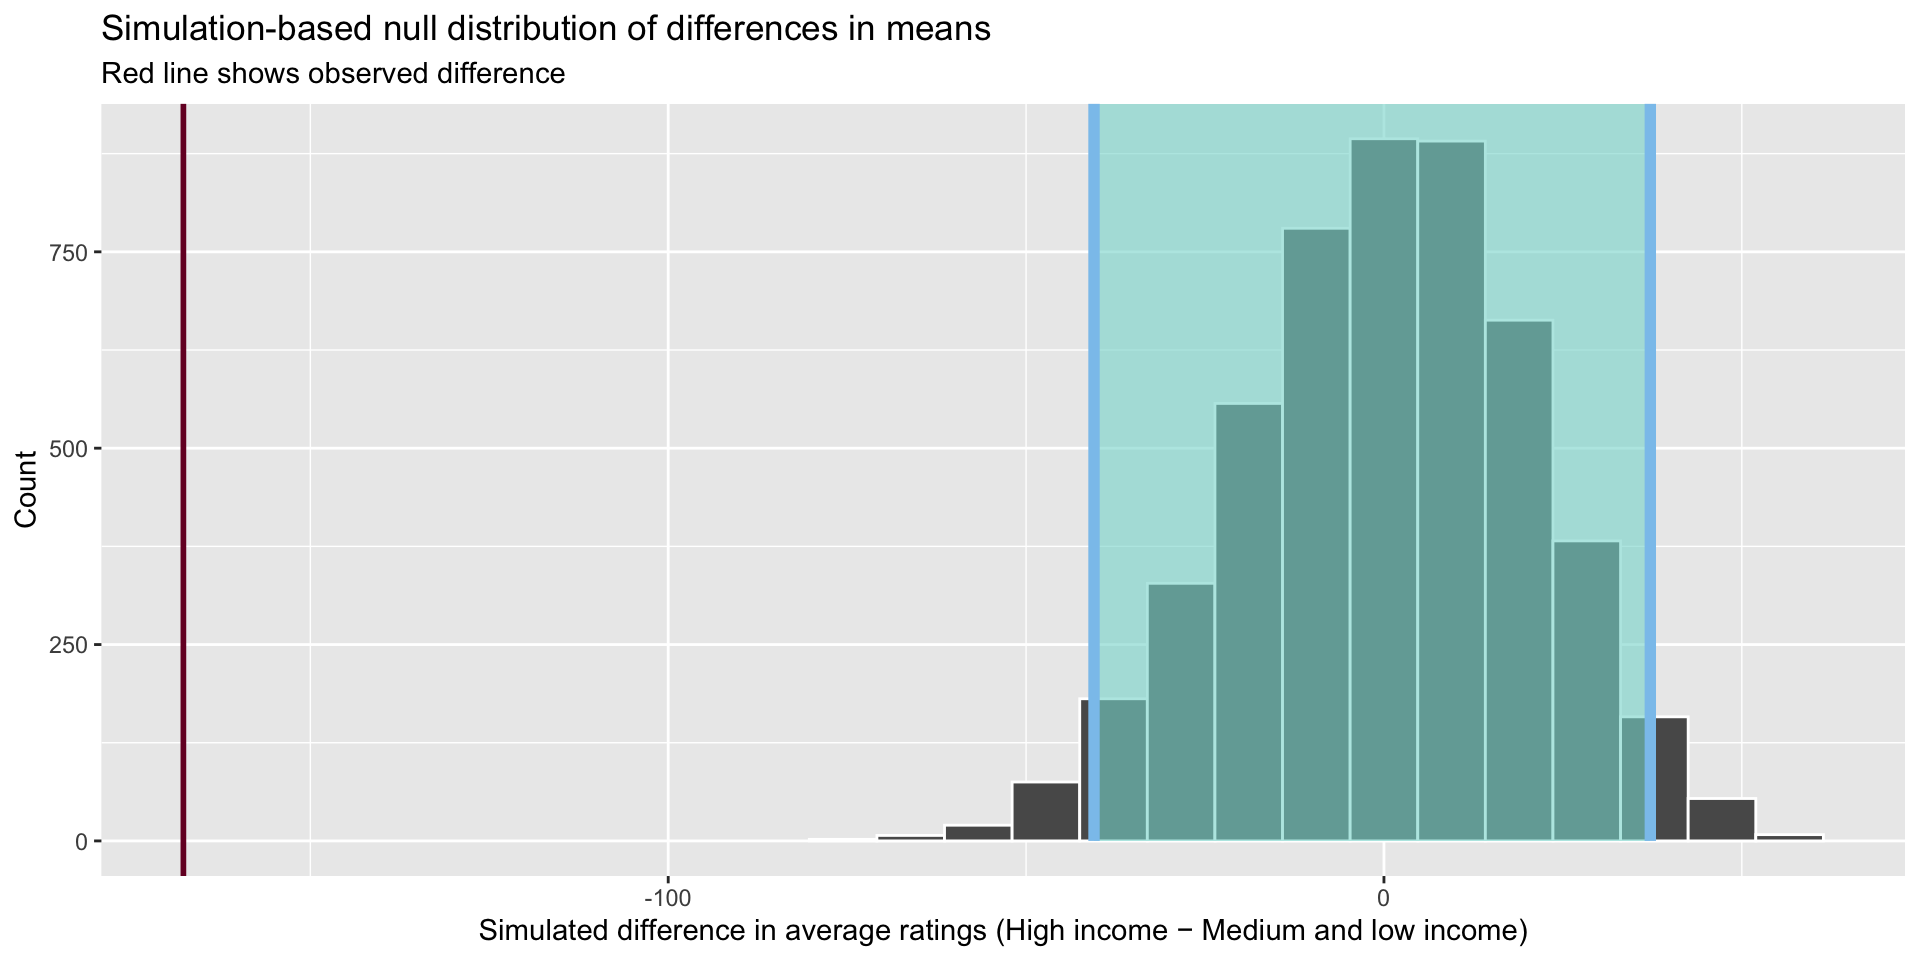 Simulation-based null distribution of differences in means
Red line shows observed difference
Count
750
500
250
0
-100
0
Simulated difference in average ratings (High income − Medium and low income)